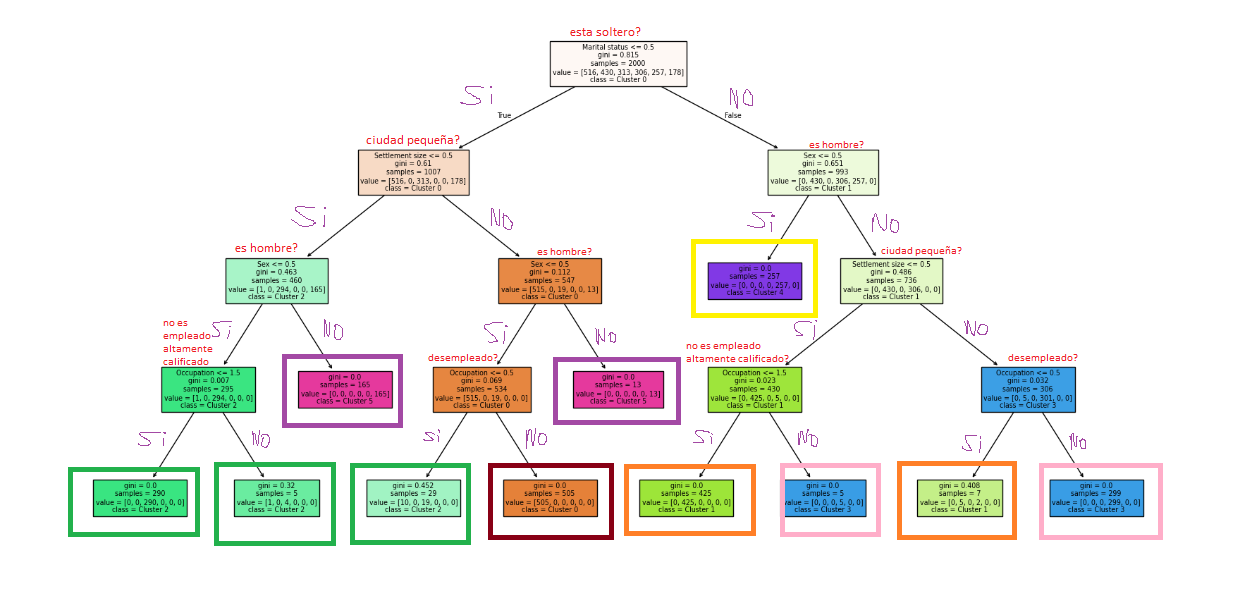 esta soltero?
Marital status <= 0.5
gini = 0.815
samples = 2000
value = [516, 430, 313, 306, 257, 178]
class = Cluster 0
Si
NO
True
False
ciudad pequeña?
Settlement size <= 0.5
gini = 0.61
samples = 1007
value = [516, 0, 313, 0, 0, 178]
class = Cluster 0
es hombre?
Sex <= 0.5
gini = 0.651
samples = 993
value = [0, 430, 0, 306, 257, 0]
class = Cluster 1
Si
NO
Si
No
es hombre?
Sex <= 0.5
gini = 0.463
samples = 460
value = [1, 0, 294, 0, 0, 165]
class = Cluster 2
es hombre?
Sex <= 0.5
gini = 0.112
samples = 547
value = [515, 0, 19, 0, 0, 13]
class = Cluster 0
gini = 0.0
samples = 257
value = [0, 0, 0, 0, 257, 0]
class = Cluster 4
ciudad pequeña?
Settlement size <= 0.5
gini = 0.486
samples = 736
value = [0, 430, 0, 306, 0, 0]
class = Cluster 1
Si
NO
Si
No
Si
No
no es
empleado
altamente
calificado
Occupation <= 1.5
gini = 0.007
samples = 295
value = [1, 0, 294, 0, 0, 0]
class = Cluster 2
gini = 0.0
samples = 165
value = [0, 0, 0, 0, 0, 165]
class = Cluster 5
desempleado?
Occupation <= 0.5
gini = 0.069
samples = 534
value = [515, 0, 19, 0, 0, 0]
class = Cluster 0
gini = 0.0
samples = 13
value = [0, 0, 0, 0, 0, 13]
class = Cluster 5
no es empleado
altamente calificado?
Occupation <= 1.5
gini = 0.023
samples = 430
value = [0, 425, 0, 5, 0, 0]
class = Cluster 1
desempleado?
Occupation <= 0.5
gini = 0.032
samples = 306
value = [0, 5, 0, 301, 0, 0]
class = Cluster 3
Si
NO
si
No
Si
No
Si
No
gini = 0.0
samples = 290
value = [0, 0, 290, 0, 0, 0]
class = Cluster 2
gini = 0.32
samples = 5
value = [1, 0, 4, 0, 0, 0]
class = Cluster 2
gini = 0.452
samples = 29
value = [10, 0, 19, 0, 0, 0]
class = Cluster 2
gini = 0.0
samples = 505
value = [505, 0, 0, 0, 0, 0]
class = Cluster 0
gini = 0.0
samples = 425
value = [0, 425, 0, 0, 0, 0]
class = Cluster 1
gini = 0.0
samples = 5
value = [0, 0, 0, 5, 0, 0]
class = Cluster 3
gini = 0.408
samples = 7
value = [0, 5, 0, 2, 0, 0]
class = Cluster 1
gini = 0.0
samples = 299
value = [0, 0, 0, 299, 0, 0]
class = Cluster 3